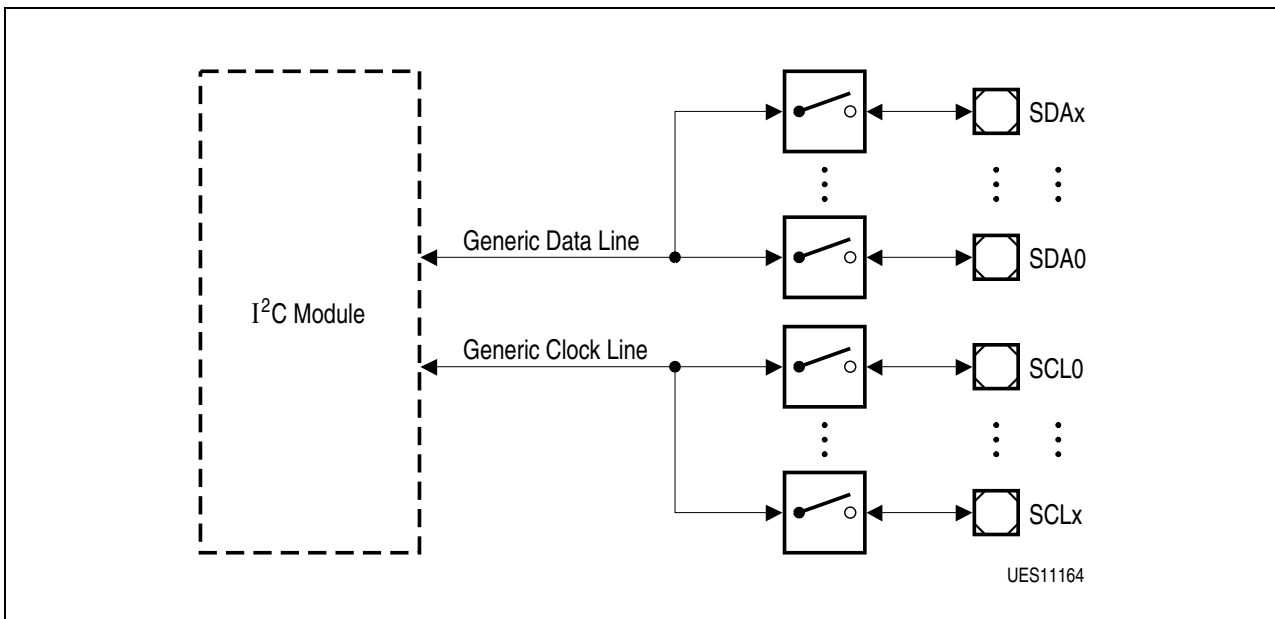 SDAx
Generic Data Line
SDA0
I²C Module
Generic Clock Line
SCL0
SCLx
UES11164